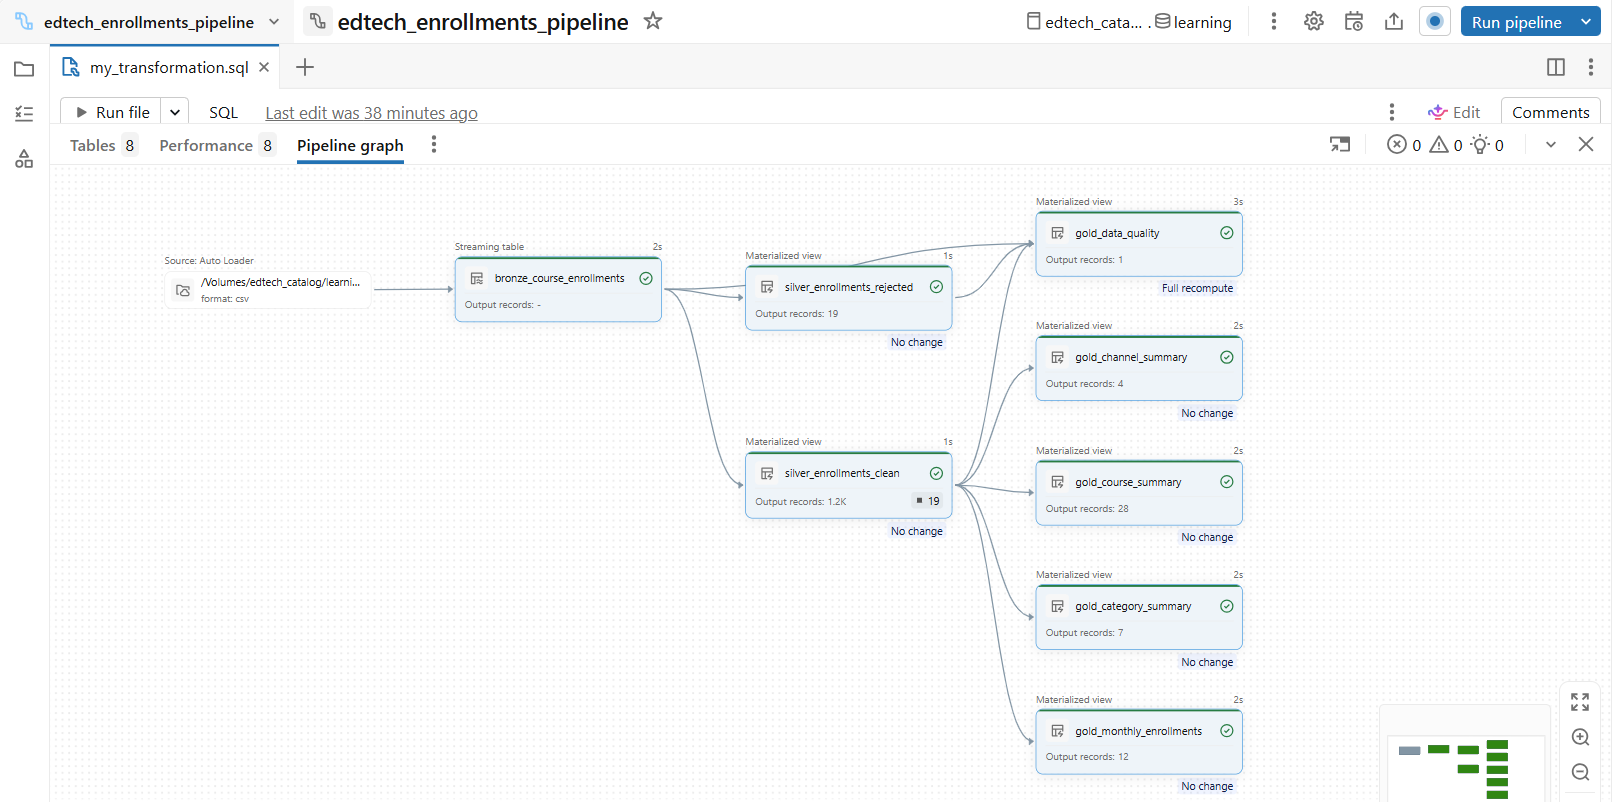 edtech_enrollments_pipeline
edtech_enrollments_pipeline
edtech_cata... . learning
Run pipeline
my_transformation.sql
Run file
SQL
Last edit was 38 minutes ago
Edit
Comments
Tables 8
Performance 8
Pipeline graph
0 0 0
Source: Auto Loader
/Volumes/edtech_catalog/learni...
format: csv
Streaming table 2s
bronze_course_enrollments
Output records: -
Materialized view 1s
silver_enrollments_rejected
Output records: 19
No change
Materialized view 1s
silver_enrollments_clean
Output records: 1.2K 19
No change
Materialized view 3s
gold_data_quality
Output records: 1
Full recompute
Materialized view 2s
gold_channel_summary
Output records: 4
No change
Materialized view 2s
gold_course_summary
Output records: 28
No change
Materialized view 2s
gold_category_summary
Output records: 7
No change
Materialized view 2s
gold_monthly_enrollments
Output records: 12
No change